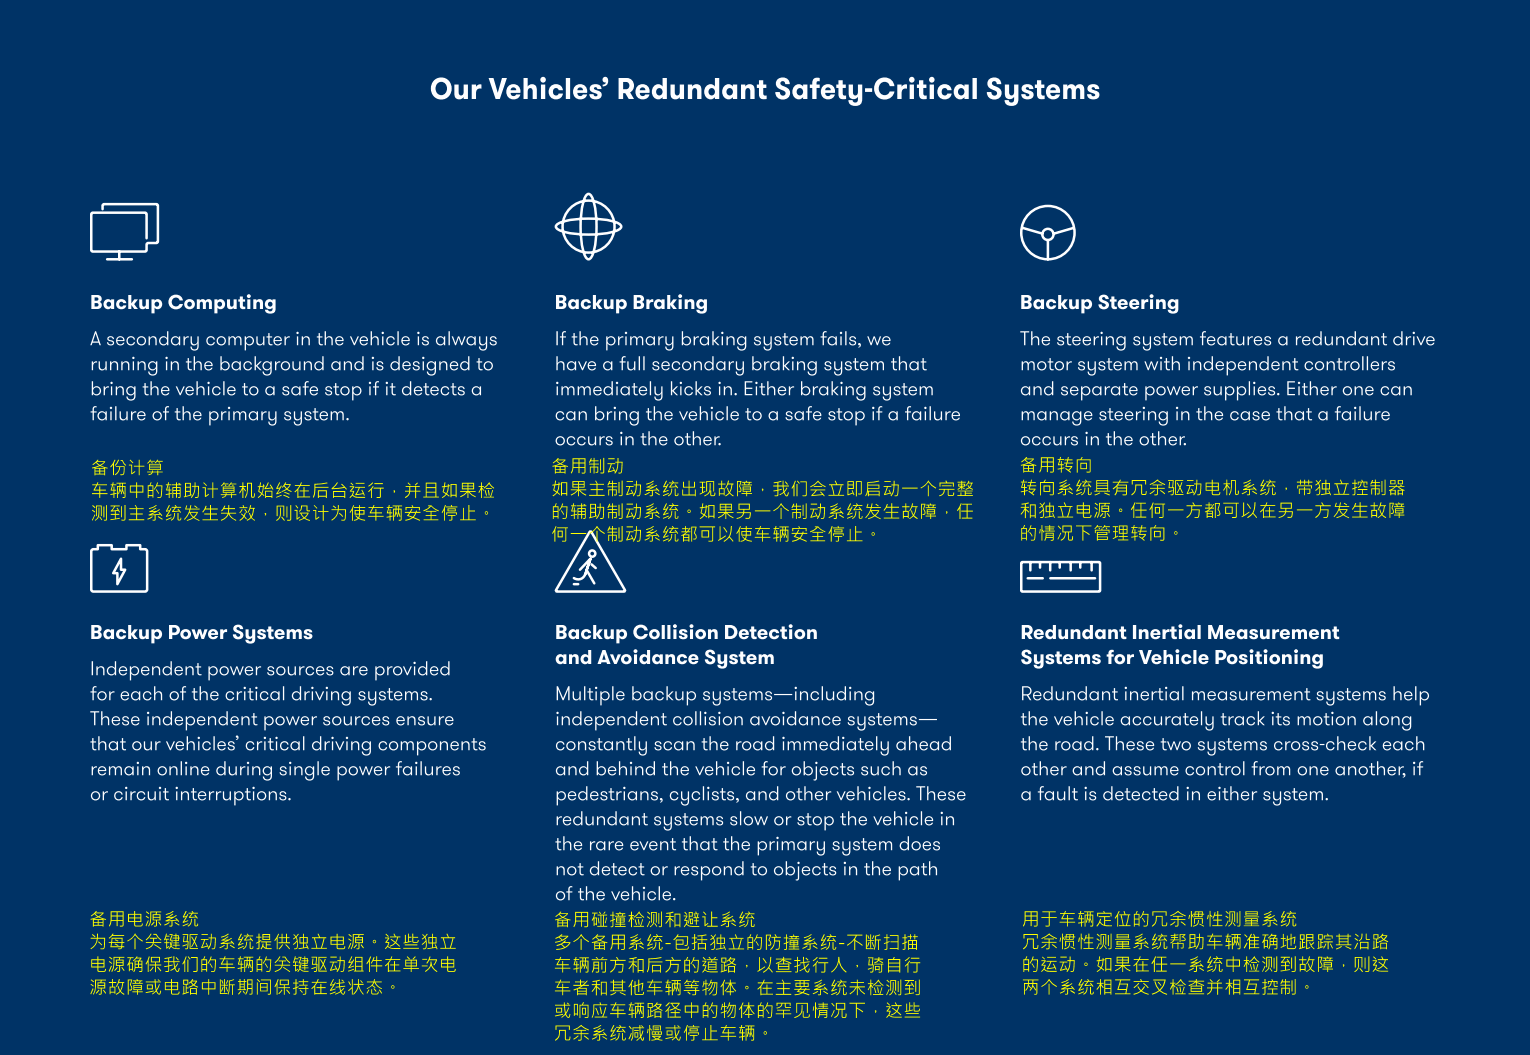 Our Vehicles’ Redundant Safety-Critical Systems
Backup Computing
A secondary computer in the vehicle is always
running in the background and is designed to
bring the vehicle to a safe stop if it detects a
failure of the primary system.
备份计算
车辆中的辅助计算机始终在后台运行，并且如果检
测到主系统发生失效，则设计为使车辆安全停止。
Backup Braking
If the primary braking system fails, we
have a full secondary braking system that
immediately kicks in. Either braking system
can bring the vehicle to a safe stop if a failure
occurs in the other.
备用制动
如果主制动系统出现故障，我们会立即启动一个完整
的辅助制动系统。如果另一个制动系统发生故障，任
何一个制动系统都可以使车辆安全停止。
Backup Steering
The steering system features a redundant drive
motor system with independent controllers
and separate power supplies. Either one can
manage steering in the case that a failure
occurs in the other.
备用转向
转向系统具有冗余驱动电机系统，带独立控制器
和独立电源。任何一方都可以在另一方发生故障
的情况下管理转向。
Backup Power Systems
Independent power sources are provided
for each of the critical driving systems.
These independent power sources ensure
that our vehicles’ critical driving components
remain online during single power failures
or circuit interruptions.
备用电源系统
为每个关键驱动系统提供独立电源。这些独立
电源确保我们的车辆的关键驱动组件在单次电
源故障或电路中断期间保持在线状态。
Backup Collision Detection
and Avoidance System
Multiple backup systems—including
independent collision avoidance systems—
constantly scan the road immediately ahead
and behind the vehicle for objects such as
pedestrians, cyclists, and other vehicles. These
redundant systems slow or stop the vehicle in
the rare event that the primary system does
not detect or respond to objects in the path
of the vehicle.
备用碰撞检测和避让系统
多个备用系统-包括独立的防撞系统-不断扫描
车辆前方和后方的道路，以查找行人，骑自行
车者和其他车辆等物体。在主要系统未检测到
或响应车辆路径中的物体的罕见情况下，这些
冗余系统减慢或停止车辆。
Redundant Inertial Measurement
Systems for Vehicle Positioning
Redundant inertial measurement systems help
the vehicle accurately track its motion along
the road. These two systems cross-check each
other and assume control from one another, if
a fault is detected in either system.
用于车辆定位的冗余惯性测量系统
冗余惯性测量系统帮助车辆准确地跟踪其沿路
的运动。如果在任一系统中检测到故障，则这
两个系统相互交叉检查并相互控制。